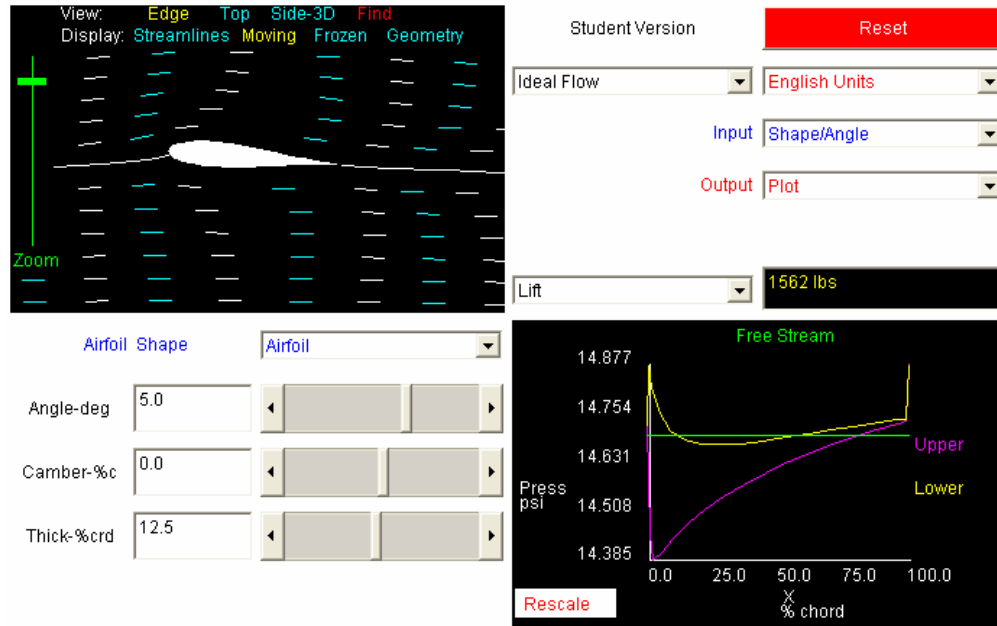 View: Edge Top Side-3D Find
Display: Streamlines Moving Frozen Geometry
Zoom
Student Version Reset
Ideal Flow English Units
Input Shape/Angle
Output Plot
Lift 1562 lbs
Airfoil Shape Airfoil
Angle-deg 5.0
Camber-%c 0.0
Thick-%crd 12.5
Free Stream
14.877
14.754
14.631
14.508
14.385
Press
psi
Upper
Lower
0.0 25.0 50.0 75.0 100.0
X
% chord
Rescale